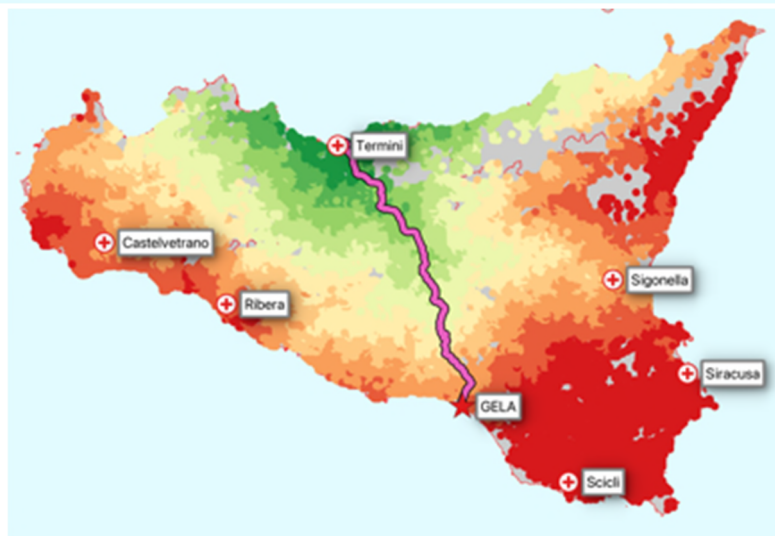 Termini
Castelvetrano
Sigonella
Ribera
Siracusa
GELA
Scicli